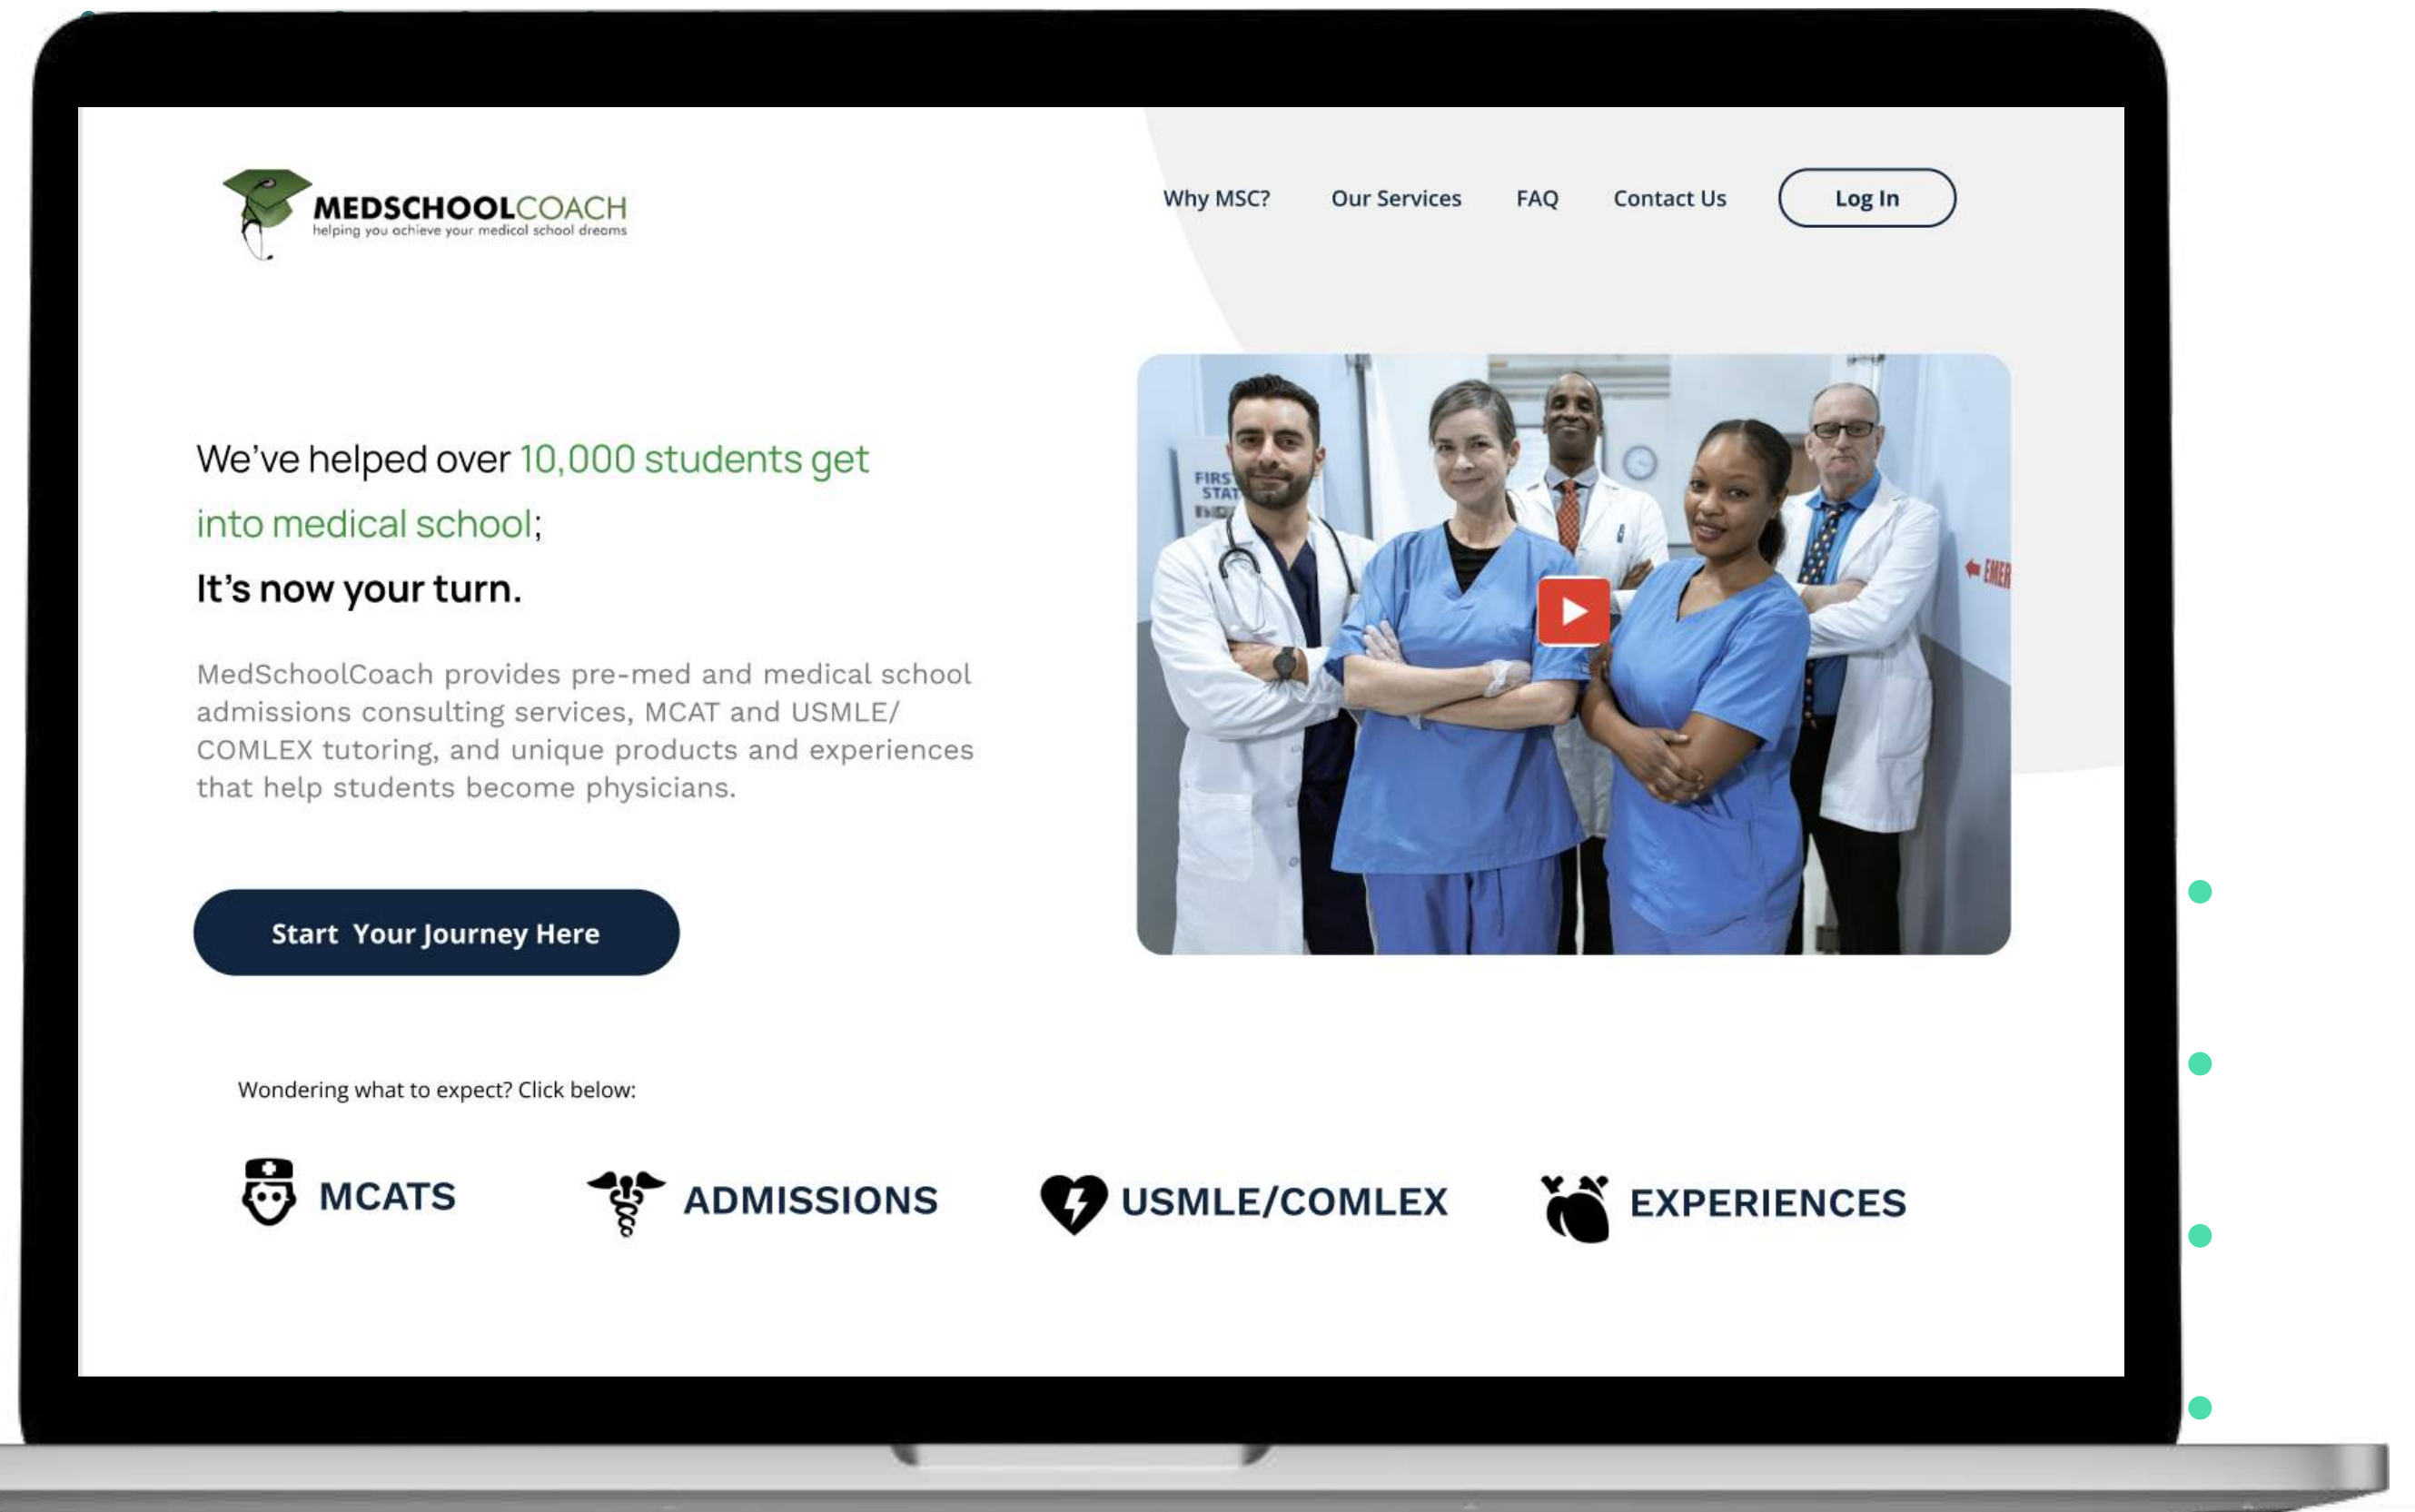 MEDSCHOOLCOACH
helping you achieve your medical school dreams
Why MSC? Our Services FAQ Contact Us Log In
We've helped over 10,000 students get
into medical school;
It's now your turn.
MedSchoolCoach provides pre-med and medical school
admissions consulting services, MCAT and USMLE/
COMLEX tutoring, and unique products and experiences
that help students become physicians.
Start Your Journey Here
FIRS
STAT
EMER
Wondering what to expect? Click below:
MCATS
ADMISSIONS
USMLE/COMLEX
EXPERIENCES